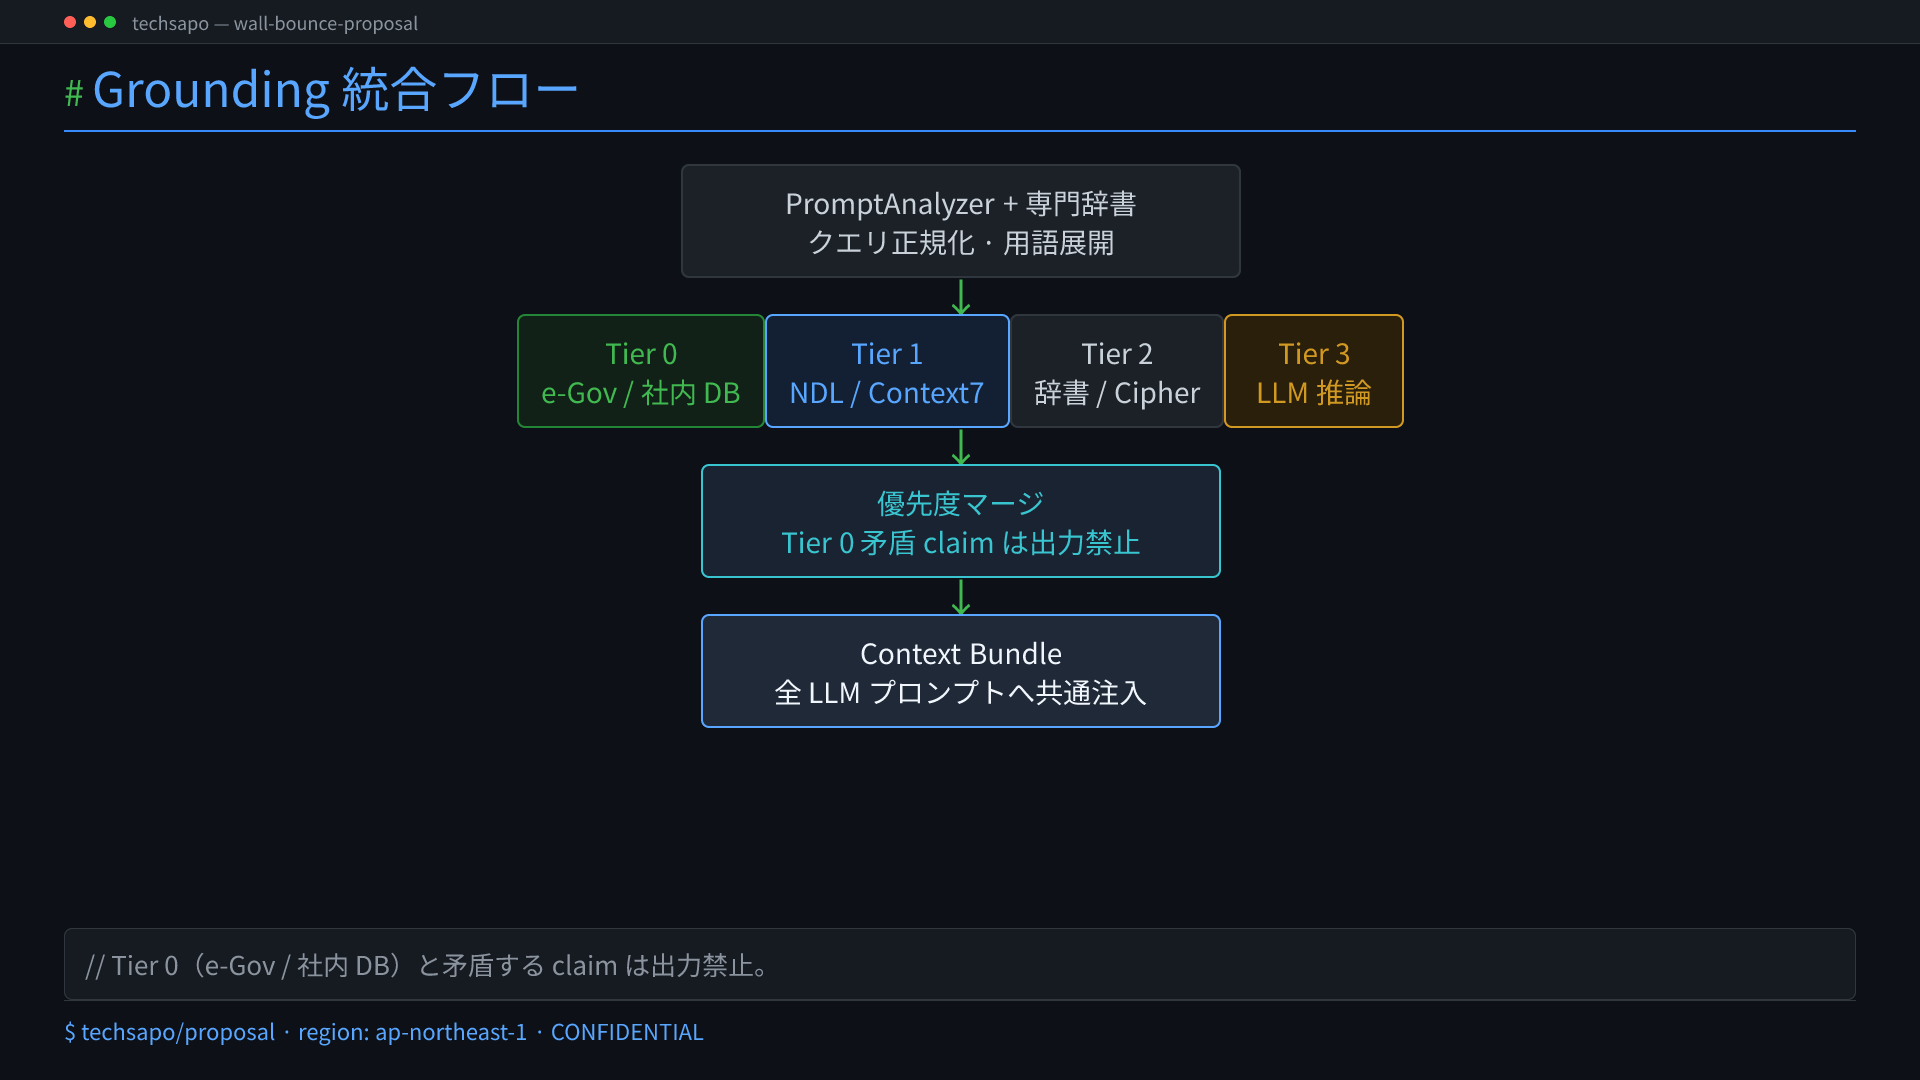 techsapo — wall-bounce-proposal
# Grounding 統合フロー
PromptAnalyzer + 専門辞書
クエリ正規化 · 用語展開
Tier 0
e-Gov / 社内 DB
Tier 1
NDL / Context7
Tier 2
辞書 / Cipher
Tier 3
LLM 推論
優先度マージ
Tier 0 矛盾 claim は出力禁止
Context Bundle
全 LLM プロンプトへ共通注入
// Tier 0（e-Gov / 社内 DB）と矛盾する claim は出力禁止。
$ techsapo/proposal · region: ap-northeast-1 · CONFIDENTIAL